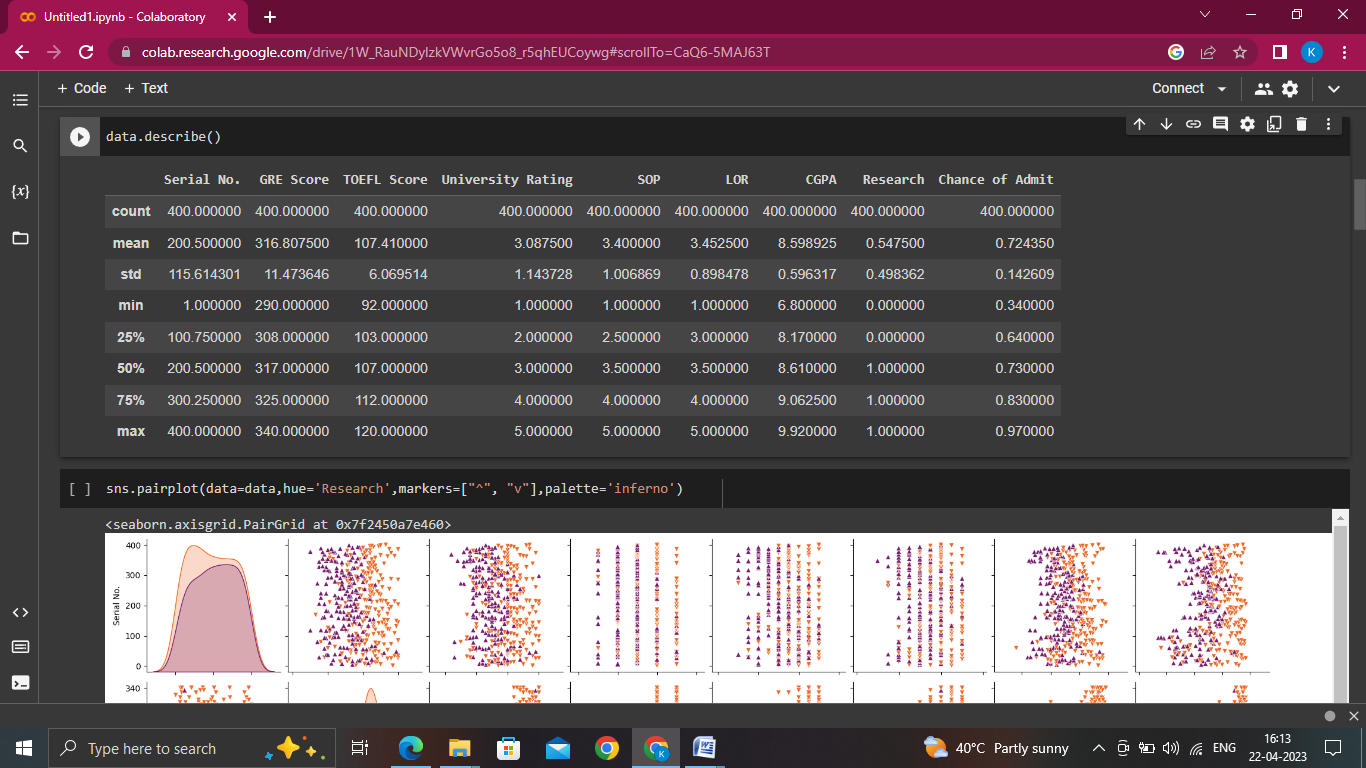 Untitled1.ipynb - Colaboratory
colab.research.google.com/drive/1W_RauNDylzkVWvrGo5o8_r5qhEUCoywg#scrollTo=CaQ6-5MAJ63T
K
+ Code + Text
Connect
data.describe()
Serial No. GRE Score TOEFL Score University Rating SOP LOR CGPA Research Chance of Admit
count 400.000000 400.000000 400.000000 400.000000 400.000000 400.000000 400.000000 400.000000 400.000000
mean 200.500000 316.807500 107.410000 3.087500 3.400000 3.452500 8.598925 0.547500 0.724350
std 115.614301 11.473646 6.069514 1.143728 1.006869 0.898478 0.596317 0.498362 0.142609
min 1.000000 290.000000 92.000000 1.000000 1.000000 1.000000 6.800000 0.000000 0.340000
25% 100.750000 308.000000 103.000000 2.000000 2.500000 3.000000 8.170000 0.000000 0.640000
50% 200.500000 317.000000 107.000000 3.000000 3.500000 3.500000 8.610000 1.000000 0.730000
75% 300.250000 325.000000 112.000000 4.000000 4.000000 4.000000 9.062500 1.000000 0.830000
max 400.000000 340.000000 120.000000 5.000000 5.000000 5.000000 9.920000 1.000000 0.970000
[ ] sns.pairplot(data=data,hue='Research',markers=["^", "v"],palette='inferno')
<seaborn.axisgrid.PairGrid at 0x7f2450a7e460>
400
300
200
100
0
Serial No.
340
Type here to search
40°C Partly sunny
ENG
16:13
22-04-2023